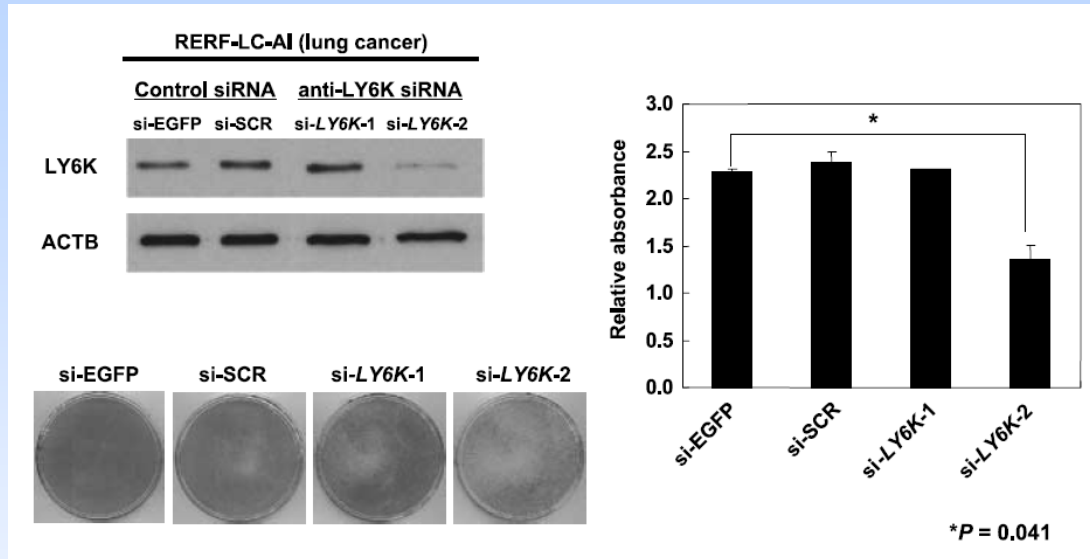 RERF-LC-AI (lung cancer)
Control siRNA anti-LY6K siRNA
si-EGFP si-SCR si-LY6K-1 si-LY6K-2
LY6K
ACTB
si-EGFP si-SCR si-LY6K-1 si-LY6K-2
Relative absorbance
3.0
2.5
2.0
1.5
1.0
0.5
0.0
*
si-EGFP
si-SCR
si-LY6K-1
si-LY6K-2
*P = 0.041